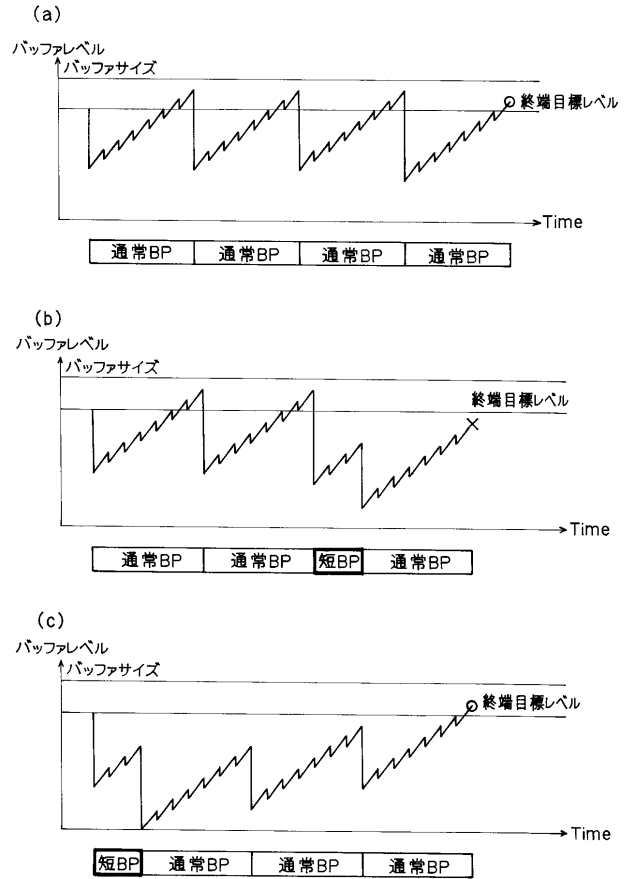 (a)
バッファレベル
バッファサイズ
終端目標レベル
Time
通常BP 通常BP 通常BP 通常BP
(b)
バッファレベル
バッファサイズ
終端目標レベル
Time
通常BP 通常BP 短BP 通常BP
(c)
バッファレベル
バッファサイズ
終端目標レベル
Time
短BP 通常BP 通常BP 通常BP